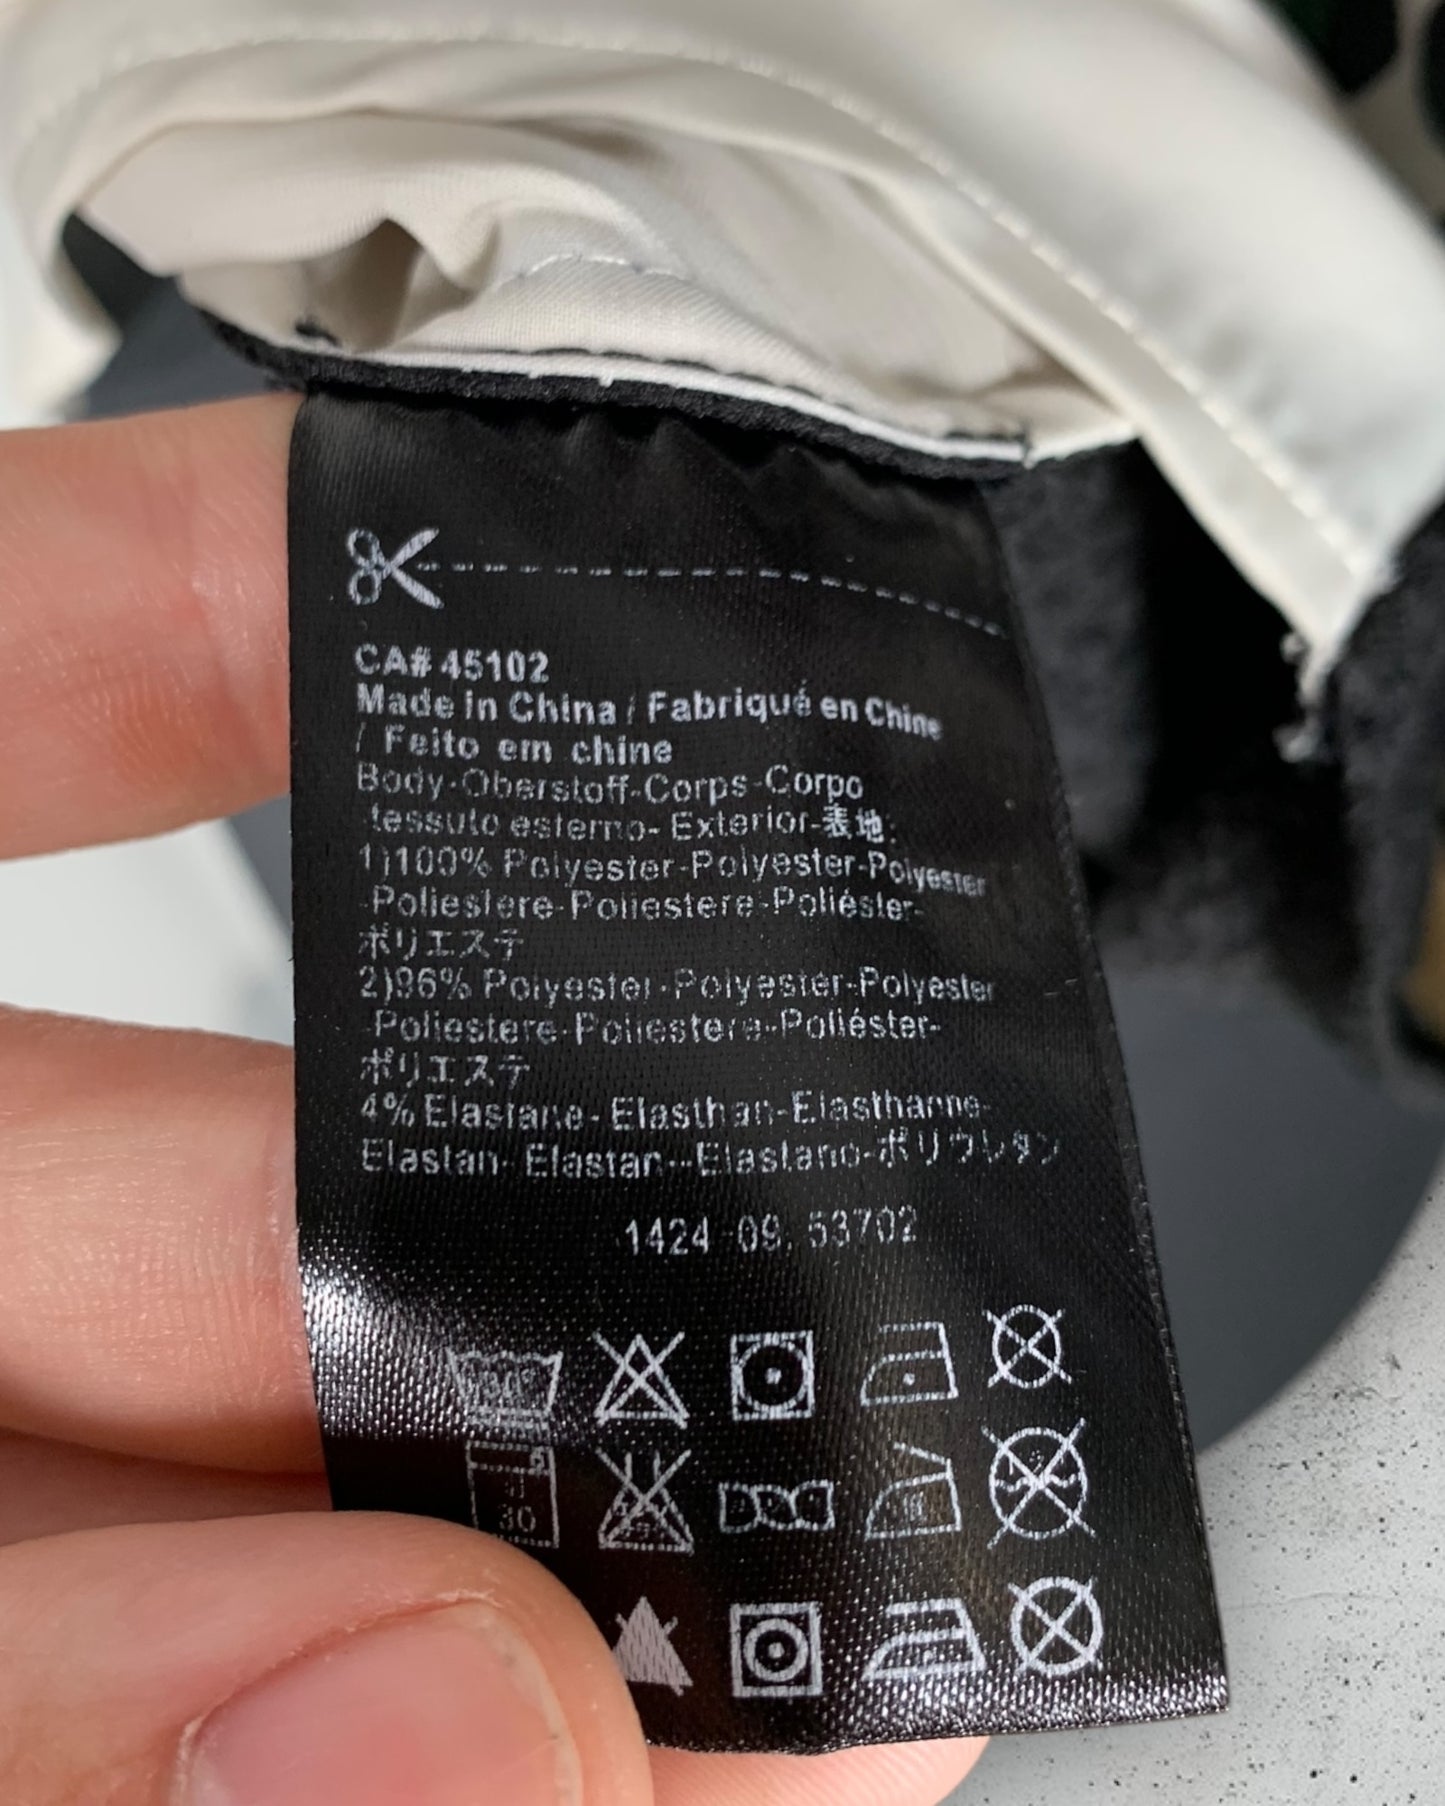 CA# 45102
Made in China / Fabriqué en Chine
/ Feito em chine
Body-Oberstoff-Corps-Corpo
tessuto esterno- Exterior-表地:
1)100% Polyester-Polyester-Polyester
-Poliestere-Poliestere-Poliéster-
ポリエステ
2)96% Polyester-Polyester-Polyester
-Poliestere-Poliestere-Poliéster-
ポリエステ
4% Elastane- Elasthan-Elasthanne-
Elastan- Elastan--Elastano-ポリウレタン
1424 09. 53702
30°
30